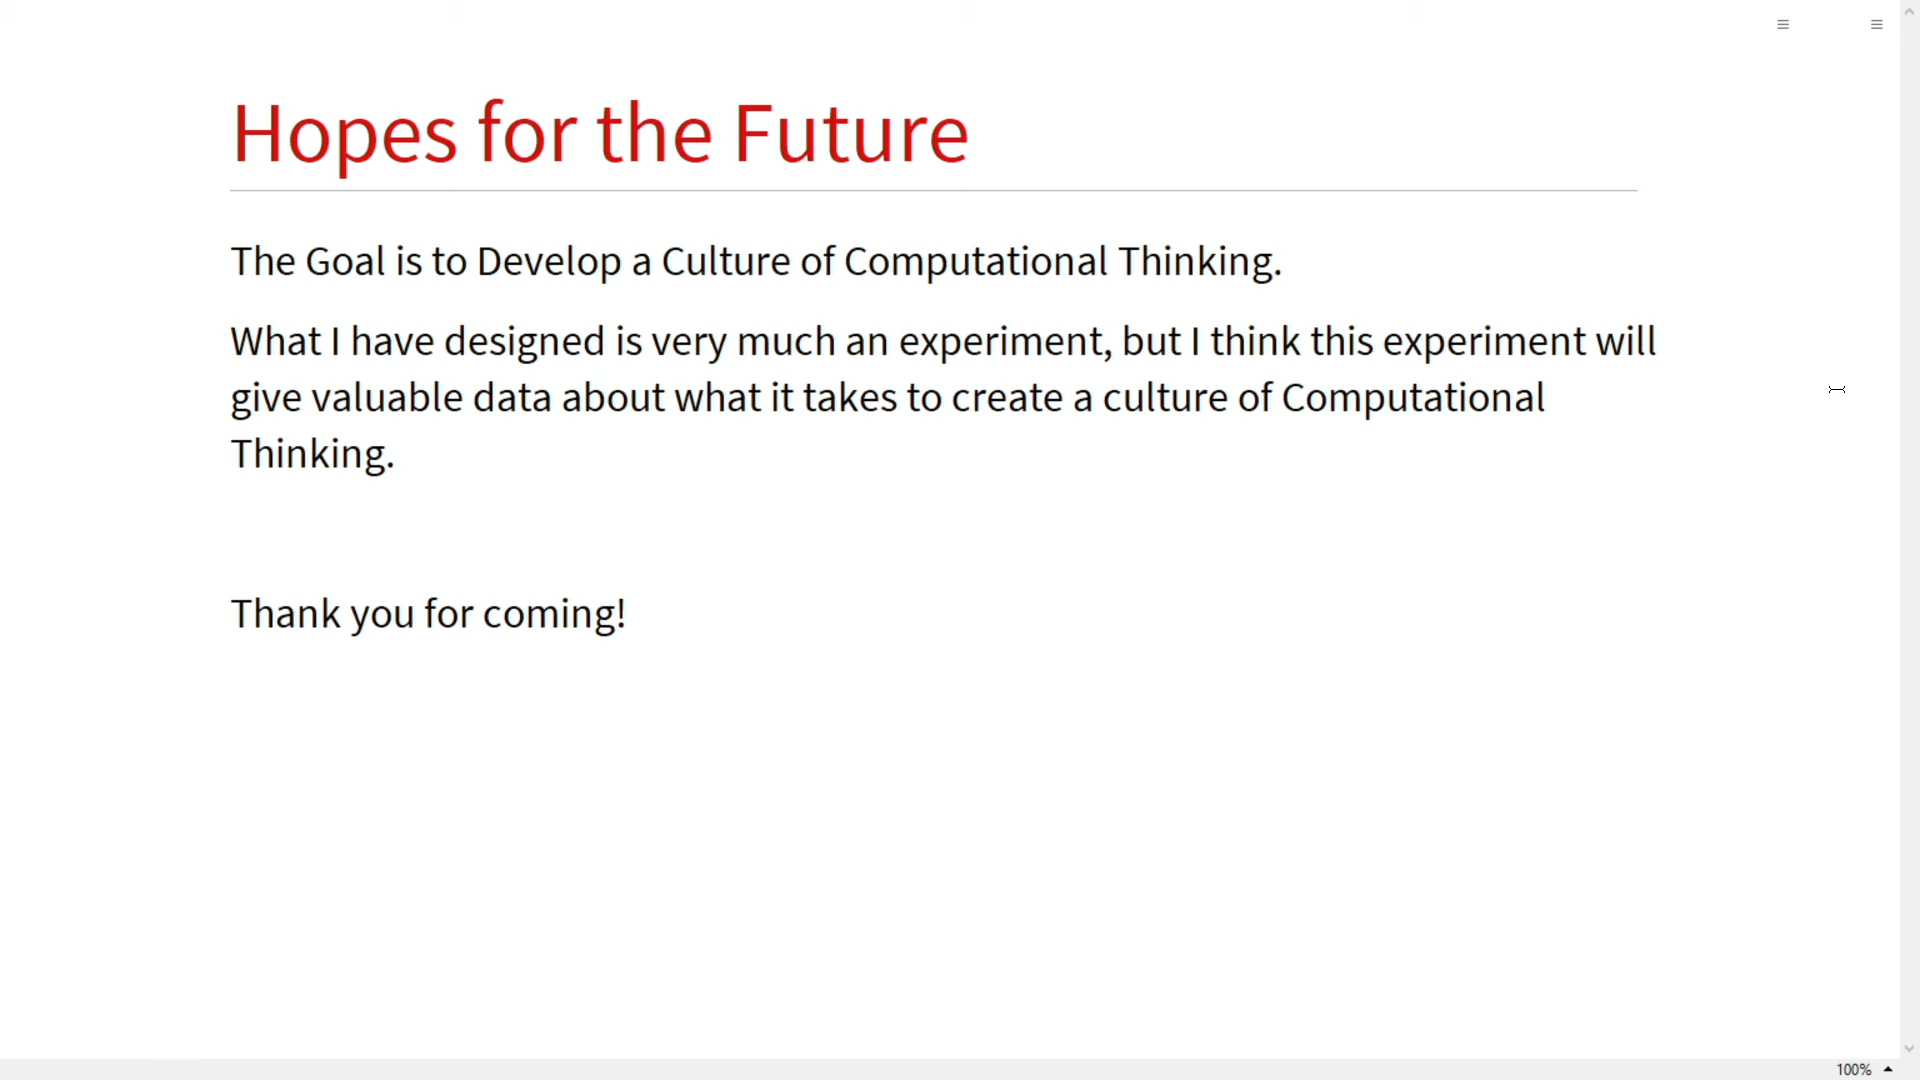 Hopes for the Future
The Goal is to Develop a Culture of Computational Thinking.
What I have designed is very much an experiment, but I think this experiment will
give valuable data about what it takes to create a culture of Computational
Thinking.
Thank you for coming!
100%